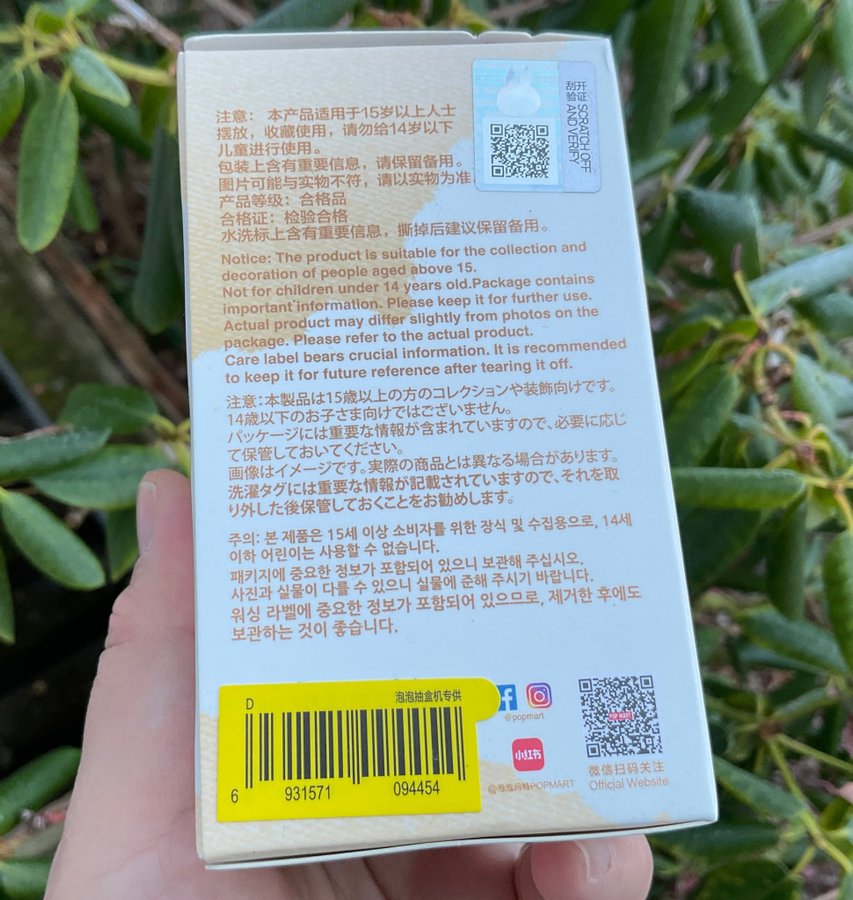 注意： 本产品适用于15岁以上人士
摆放，收藏使用，请勿给14岁以下
儿童进行使用。
包装上含有重要信息，请保留备用。
图片可能与实物不符，请以实物为准
产品等级：合格品
合格证：检验合格
水洗标上含有重要信息，撕掉后建议保留备用。
刮开
验证
SCRATCH OFF
AND VERIFY
Notice: The product is suitable for the collection and
decoration of people aged above 15.
Not for children under 14 years old.Package contains
important information. Please keep it for further use.
Actual product may differ slightly from photos on the
package. Please refer to the actual product.
Care label bears crucial information. It is recommended
to keep it for future reference after tearing it off.
注意：本製品は15歳以上の方のコレクションや装飾向けです。
14歳以下のお子さま向けではございません。
パッケージには重要な情報が含まれていますので、必要に応じ
て保管しておいてください。
画像はイメージです。実際の商品とは異なる場合があります。
洗濯タグには重要な情報が記載されていますので、それを取
り外した後保管しておくことをお勧めします。
주의: 본 제품은 15세 이상 소비자를 위한 장식 및 수집용으로, 14세
이하 어린이는 사용할 수 없습니다.
패키지에 중요한 정보가 포함되어 있으니 보관해 주십시오.
사진과 실물이 다를 수 있으니 실물에 준해 주시기 바랍니다.
워싱 라벨에 중요한 정보가 포함되어 있으므로, 제거한 후에도
보관하는 것이 좋습니다.
D 泡泡抽盒机专供
6 931571 094454
@popmart
小红书
@泡泡玛特POPMART
POP MART
微信扫码关注
Official Website